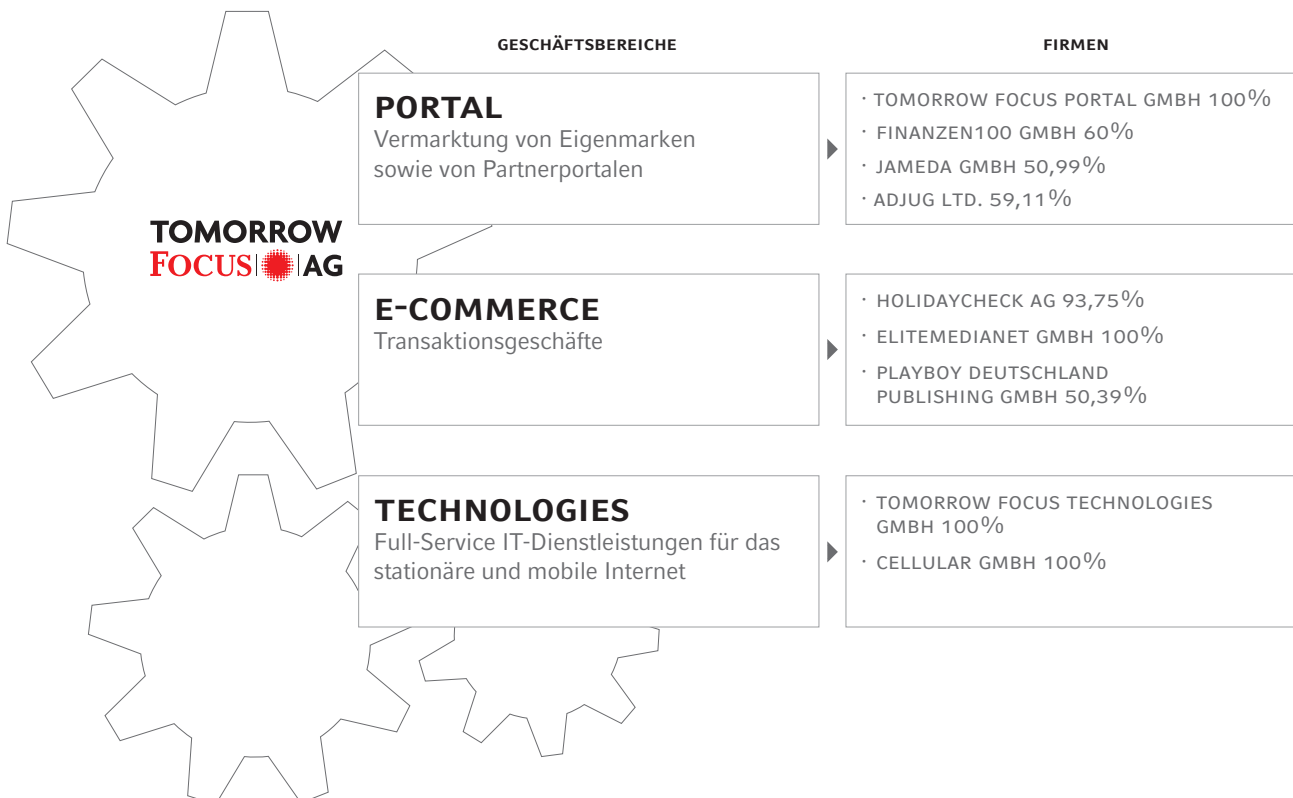 GESCHÄFTSBEREICHE
FIRMEN
TOMORROW
FOCUS AG
PORTAL
Vermarktung von Eigenmarken
sowie von Partnerportalen
· TOMORROW FOCUS PORTAL GMBH 100%
· FINANZEN100 GMBH 60%
· JAMEDA GMBH 50,99%
· ADJUG LTD. 59,11%
E-COMMERCE
Transaktionsgeschäfte
· HOLIDAYCHECK AG 93,75%
· ELITEMEDIANET GMBH 100%
· PLAYBOY DEUTSCHLAND
PUBLISHING GMBH 50,39%
TECHNOLOGIES
Full-Service IT-Dienstleistungen für das
stationäre und mobile Internet
· TOMORROW FOCUS TECHNOLOGIES
GMBH 100%
· CELLULAR GMBH 100%